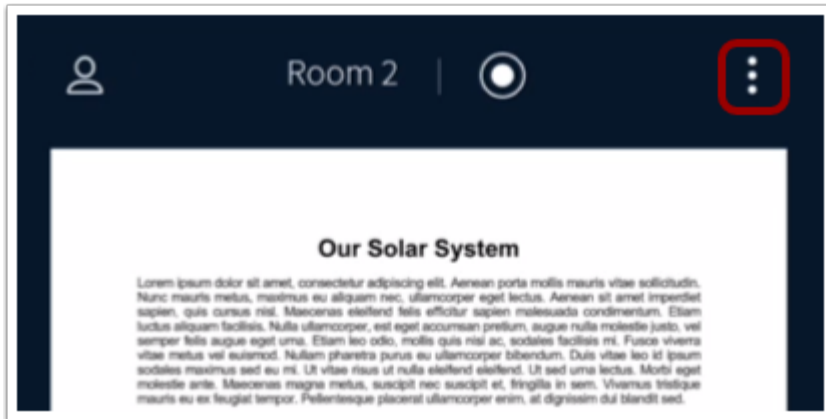 Room 2
Our Solar System
Lorem ipsum dolor sit amet, consectetur adipiscing elit. Aenean porta mollis mauris vitae sollicitudin.
Nunc mauris metus, maximus eu aliquam nec, ullamcorper eget lectus. Aenean sit amet imperdiet
sapien, quis cursus nisl. Maecenas eleifend felis efficitur sapien malesuada condimentum. Etiam
luctus aliquam facilisis. Nulla ullamcorper, est eget accumsan pretium, augue nulla molestie justo, vel
semper felis augue eget urna. Etiam leo odio, mollis quis nisl ac, sodales facilisis mi. Fusce viverra
vitae metus vel euismod. Nullam pharetra purus eu ullamcorper bibendum. Duis vitae leo id ipsum
sodales maximus sed eu mi. Ut vitae risus ut nulla eleifend eleifend. Ut sed urna lectus. Morbi eget
molestie ante. Maecenas magna metus, suscipit nec suscipit et, fringilla in sem. Vivamus tristique
mauris eu ex feugiat tempor. Pellentesque placerat ullamcorper enim, at dignissim dui blandit sed.